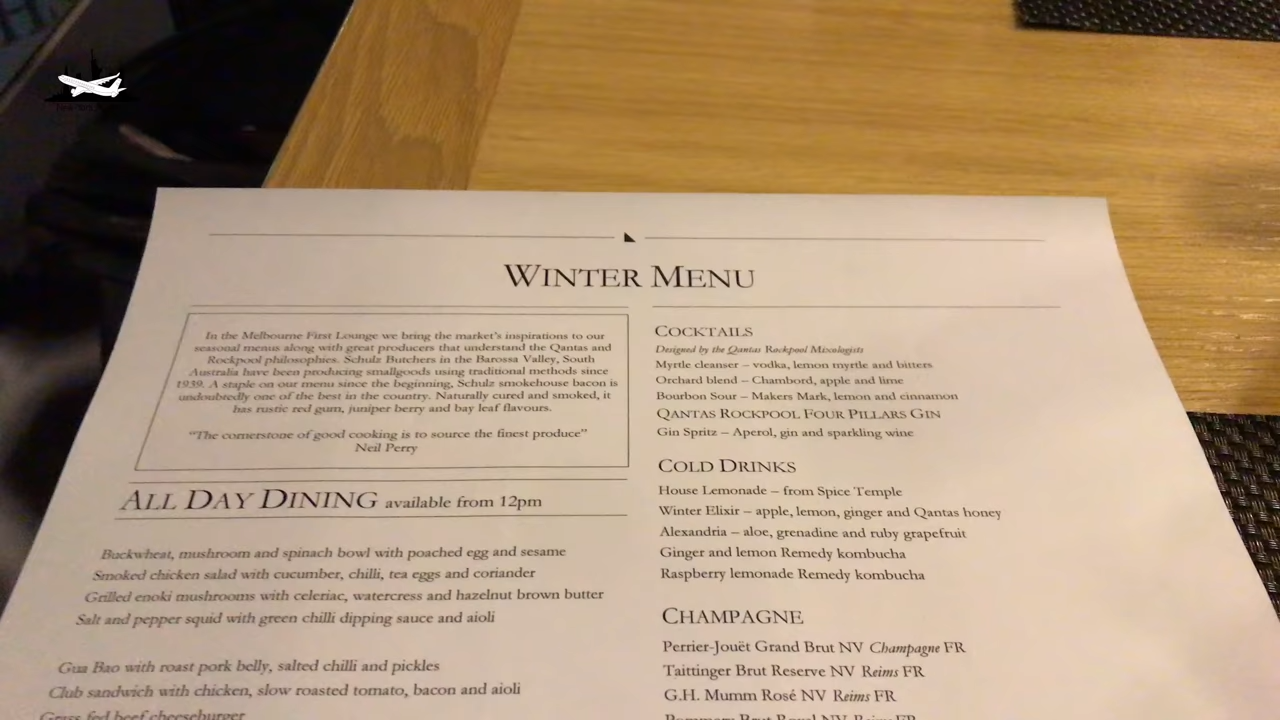 WINTER MENU
In the Melbourne First Lounge we bring the market's inspirations to our
seasonal menus along with great producers that understand the Qantas and
Rockpool philosophies. Schulz Butchers in the Barossa Valley, South
Australia have been producing smallgoods using traditional methods since
1939. A staple on our menu since the beginning, Schulz smokehouse bacon is
undoubtedly one of the best in the country. Naturally cured and smoked, it
has rustic red gum, juniper berry and bay leaf flavours.
“The cornerstone of good cooking is to source the finest produce”
Neil Perry
ALL DAY DINING available from 12pm
Buckwheat, mushroom and spinach bowl with poached egg and sesame
Smoked chicken salad with cucumber, chilli, tea eggs and coriander
Grilled enoki mushrooms with celeriac, watercress and hazelnut brown butter
Salt and pepper squid with green chilli dipping sauce and aioli
Gua Bao with roast pork belly, salted chilli and pickles
Club sandwich with chicken, slow roasted tomato, bacon and aioli
Grass fed beef cheeseburger
COCKTAILS
Designed by the Qantas Rockpool Mixologists
Myrtle cleanser – vodka, lemon myrtle and bitters
Orchard blend – Chambord, apple and lime
Bourbon Sour – Makers Mark, lemon and cinnamon
QANTAS ROCKPOOL FOUR PILLARS GIN
Gin Spritz – Aperol, gin and sparkling wine
COLD DRINKS
House Lemonade – from Spice Temple
Winter Elixir – apple, lemon, ginger and Qantas honey
Alexandria – aloe, grenadine and ruby grapefruit
Ginger and lemon Remedy kombucha
Raspberry lemonade Remedy kombucha
CHAMPAGNE
Perrier-Jouët Grand Brut NV Champagne FR
Taittinger Brut Reserve NV Reims FR
G.H. Mumm Rosé NV Reims FR
Pommery Brut Royal NV Reims FR